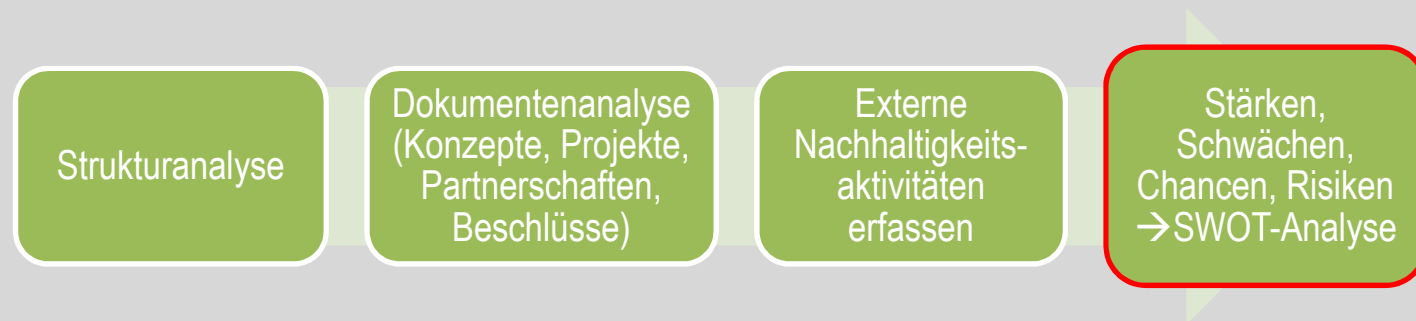 Strukturanalyse
Dokumentenanalyse
(Konzepte, Projekte,
Partnerschaften,
Beschlüsse)
Externe
Nachhaltigkeits-
aktivitäten
erfassen
Stärken,
Schwächen,
Chancen, Risiken
→SWOT-Analyse